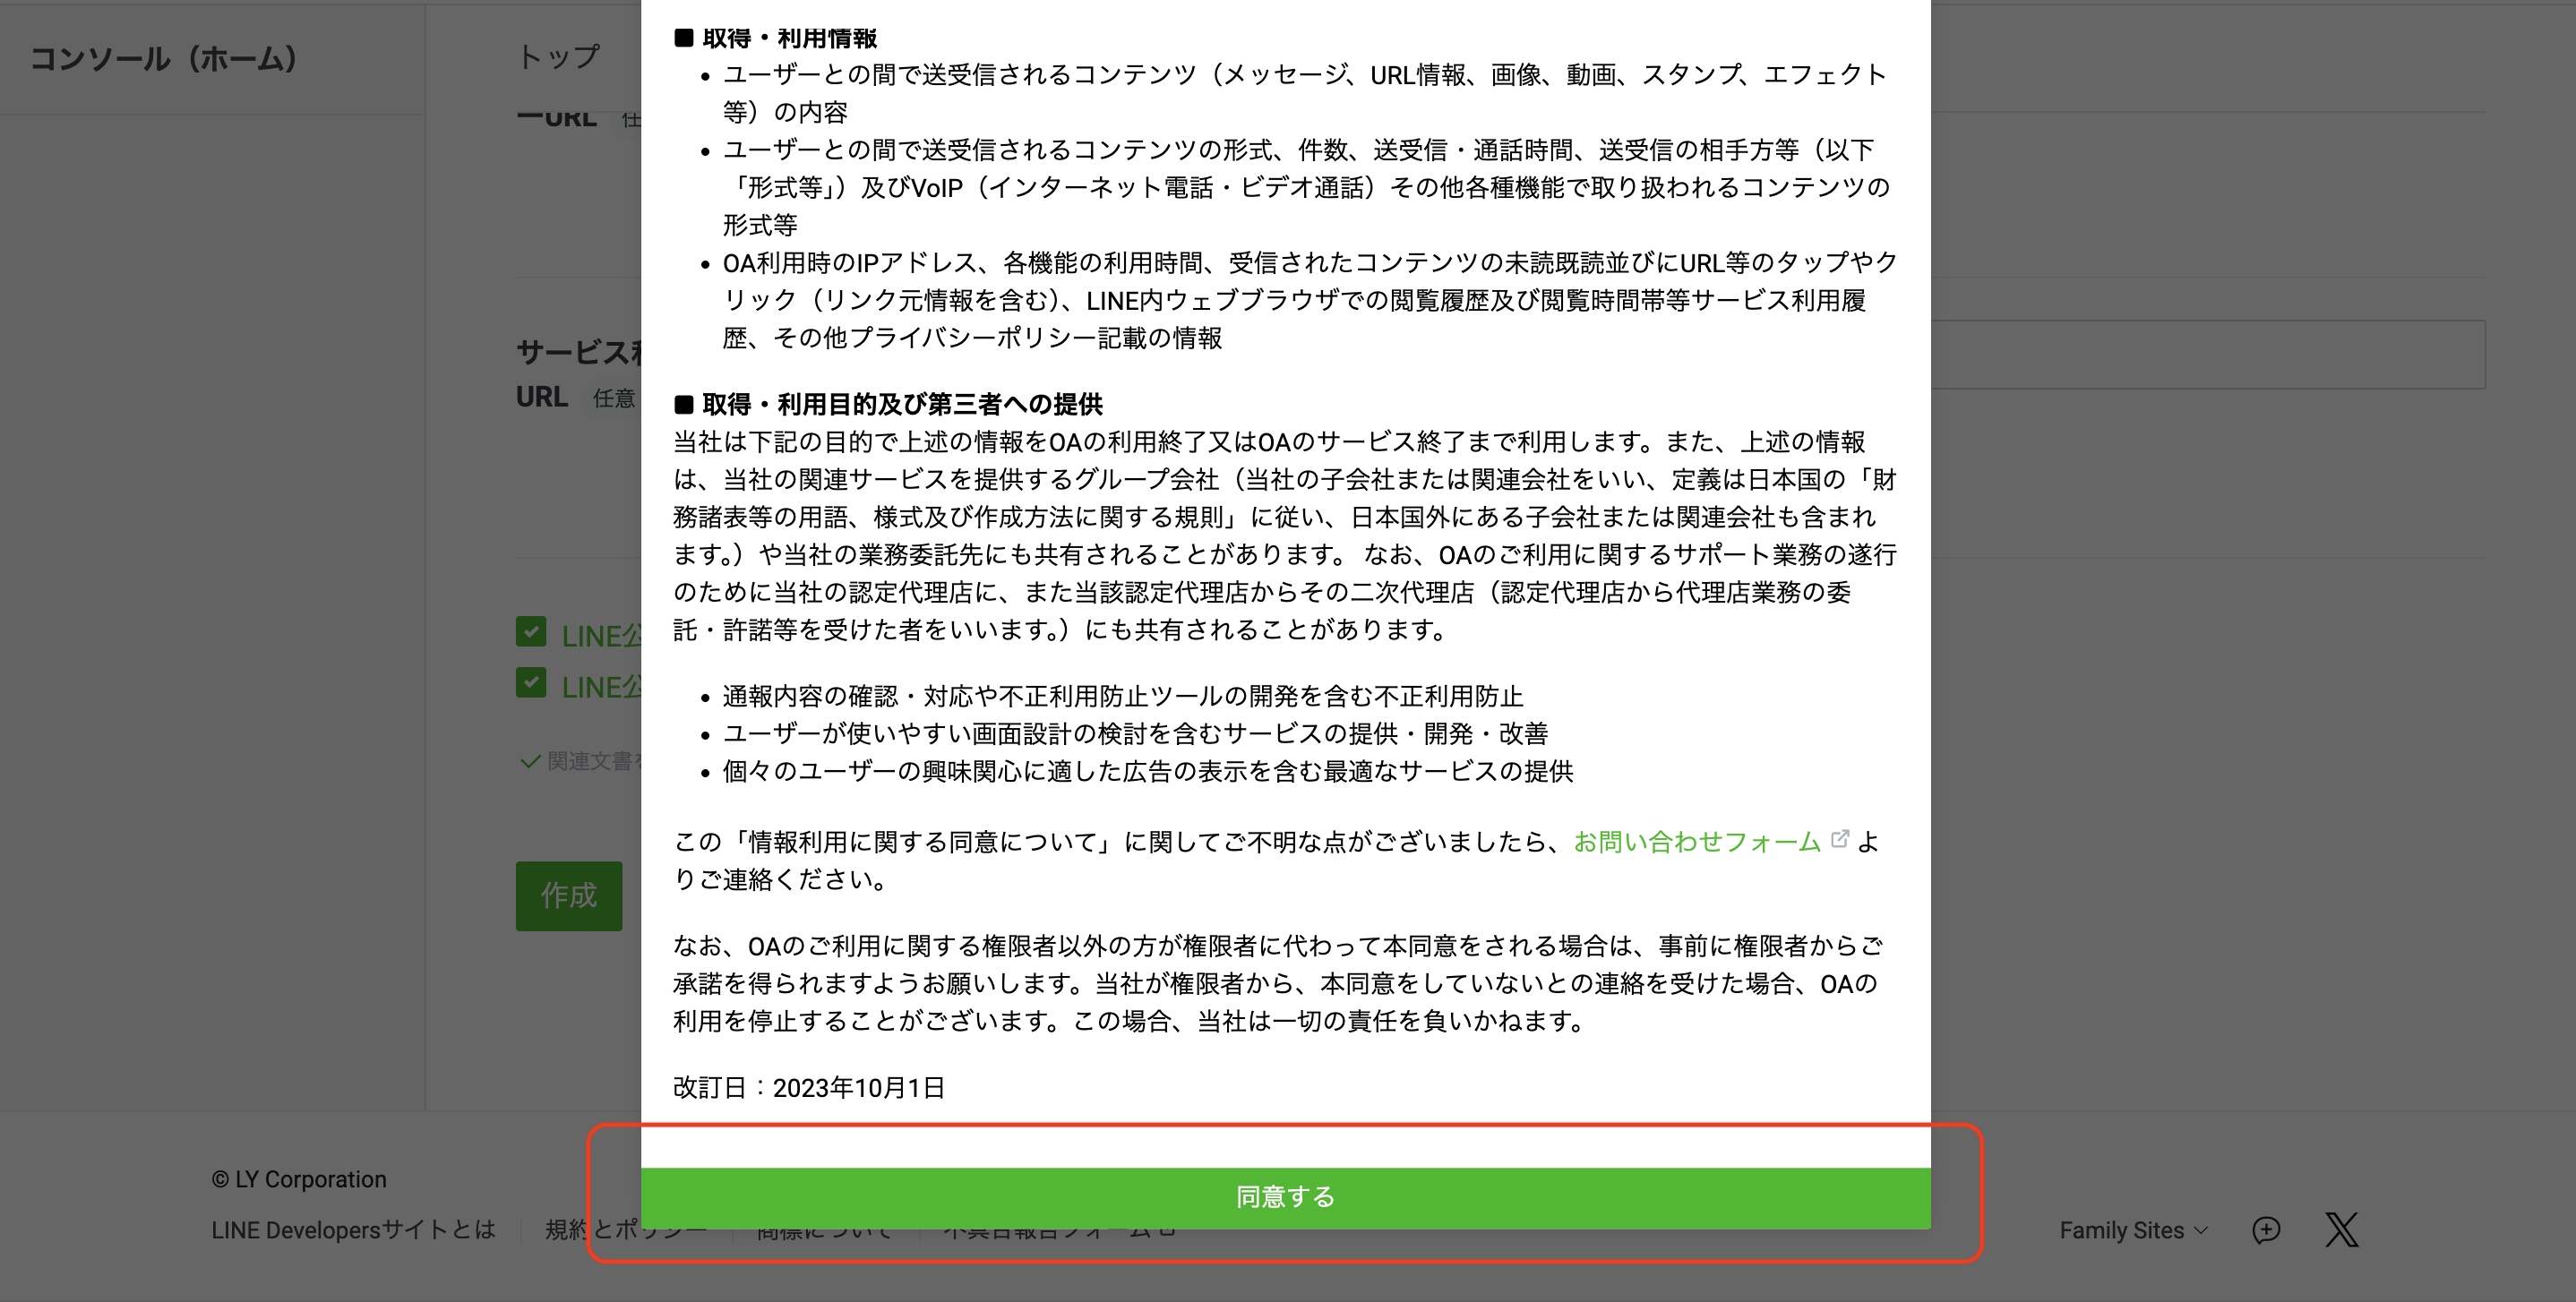 コンソール（ホーム）
トップ
ーURL 任
サービス利
URL 任意
LINE公
LINE公
関連文書を
作成
■ 取得・利用情報
• ユーザーとの間で送受信されるコンテンツ（メッセージ、URL情報、画像、動画、スタンプ、エフェクト
等）の内容
• ユーザーとの間で送受信されるコンテンツの形式、件数、送受信・通話時間、送受信の相手方等（以下
「形式等」）及びVoIP（インターネット電話・ビデオ通話）その他各種機能で取り扱われるコンテンツの
形式等
• OA利用時のIPアドレス、各機能の利用時間、受信されたコンテンツの未読既読並びにURL等のタップやク
リック（リンク元情報を含む）、LINE内ウェブブラウザでの閲覧履歴及び閲覧時間帯等サービス利用履
歴、その他プライバシーポリシー記載の情報
■ 取得・利用目的及び第三者への提供
当社は下記の目的で上述の情報をOAの利用終了又はOAのサービス終了まで利用します。また、上述の情報
は、当社の関連サービスを提供するグループ会社（当社の子会社または関連会社をいい、定義は日本国の「財
務諸表等の用語、様式及び作成方法に関する規則」に従い、日本国外にある子会社または関連会社も含まれ
ます。）や当社の業務委託先にも共有されることがあります。 なお、OAのご利用に関するサポート業務の遂行
のために当社の認定代理店に、また当該認定代理店からその二次代理店（認定代理店から代理店業務の委
託・許諾等を受けた者をいいます。）にも共有されることがあります。
• 通報内容の確認・対応や不正利用防止ツールの開発を含む不正利用防止
• ユーザーが使いやすい画面設計の検討を含むサービスの提供・開発・改善
• 個々のユーザーの興味関心に適した広告の表示を含む最適なサービスの提供
この「情報利用に関する同意について」に関してご不明な点がございましたら、お問い合わせフォーム よ
りご連絡ください。
なお、OAのご利用に関する権限者以外の方が権限者に代わって本同意をされる場合は、事前に権限者からご
承諾を得られますようお願いします。当社が権限者から、本同意をしていないとの連絡を受けた場合、OAの
利用を停止することがございます。この場合、当社は一切の責任を負いかねます。
改訂日：2023年10月1日
同意する
© LY Corporation
LINE Developersサイトとは 規約とポリシー 商標について 不具合報告フォーム
Family Sites